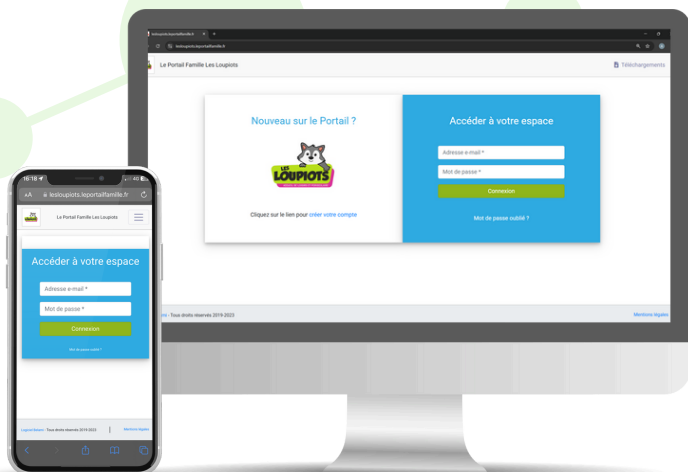 lesloupiots.leportailfamille.fr
Le Portail Famille Les Loupiots
Téléchargements
Nouveau sur le Portail ?
LES
LOUPIOTS
Cliquez sur le lien pour créer votre compte
Accéder à votre espace
Adresse e-mail *
Mot de passe *
Connexion
Mot de passe oublié ?
- Tous droits réservés 2019-2023
Mentions légales
16:18
4G
AA lesloupiots.leportailfamille.fr
Le Portail Famille Les Loupiots
Accéder à votre espace
Adresse e-mail *
Mot de passe *
Connexion
Mot de passe oublié ?
- Tous droits réservés 2019-2023 | Mentions légales